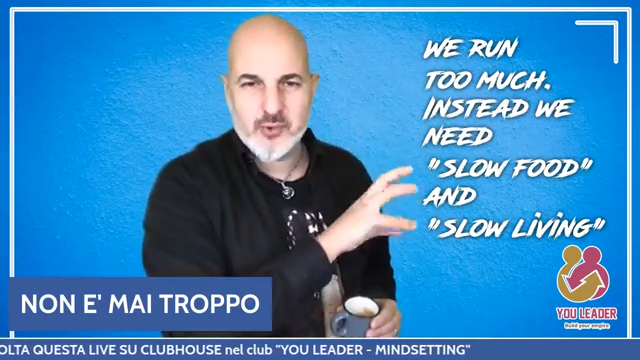 WE RUN
TOO MUCH.
INSTEAD WE
NEED
"SLOW FOOD"
AND
"SLOW LIVING"
NON E' MAI TROPPO
YOU LEADER
Build your empire
OLTA QUESTA LIVE SU CLUBHOUSE nel club "YOU LEADER - MINDSETTING"